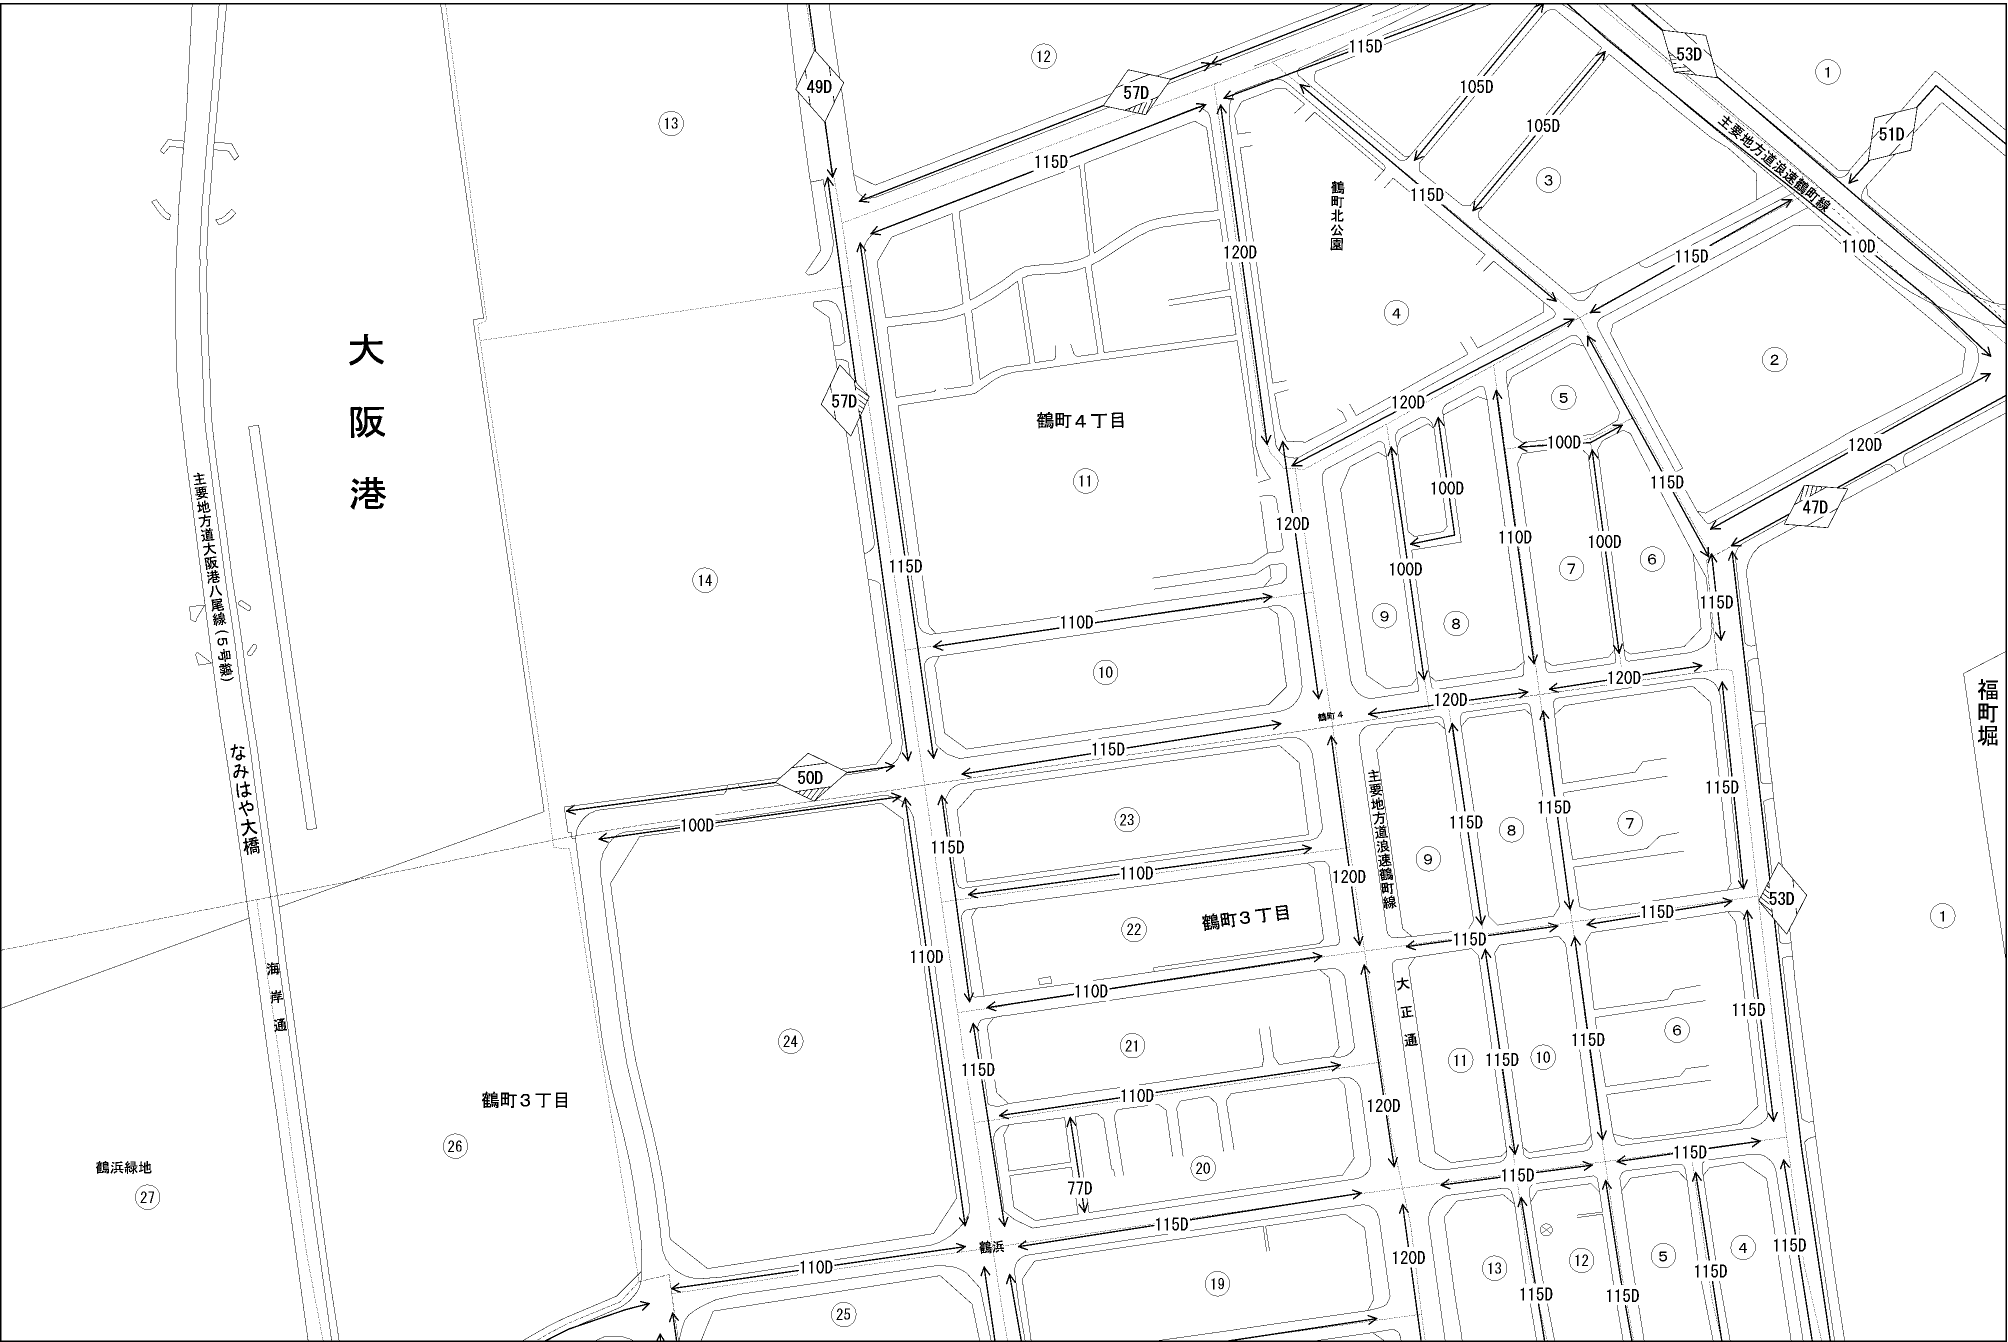 49D
57D
115D
53D
⑫
①
105D
51D
⑬
115D
105D
主要地方道浪速鶴町線
③
115D
鶴町北公園
110D
120D
115D
④
大阪港
②
57D
⑤
120D
鶴町4丁目
100D
120D
⑪
115D
100D
47D
主要地方道大阪港八尾線(5号線)
120D
110D
100D
115D
100D
⑦
⑥
⑭
115D
⑨
⑧
110D
⑩
120D
120D
福町堀
鶴町4
115D
なみはや大橋
50D
主要地方道浪速鶴町線
115D
100D
㉓
115D
115D
115D
⑧
⑦
⑨
110D
120D
53D
鶴町3丁目
㉒
115D
115D
①
110D
海岸通
110D
大正通
115D
㉔
㉑
115D
⑪
115D
⑩
115D
⑥
鶴町3丁目
110D
120D
㉖
115D
鶴浜緑地
㉗
⑳
77D
115D
115D
鶴浜
110D
120D
⑬
⑫
⑤
④
115D
115D
㉕
⑲
115D
115D